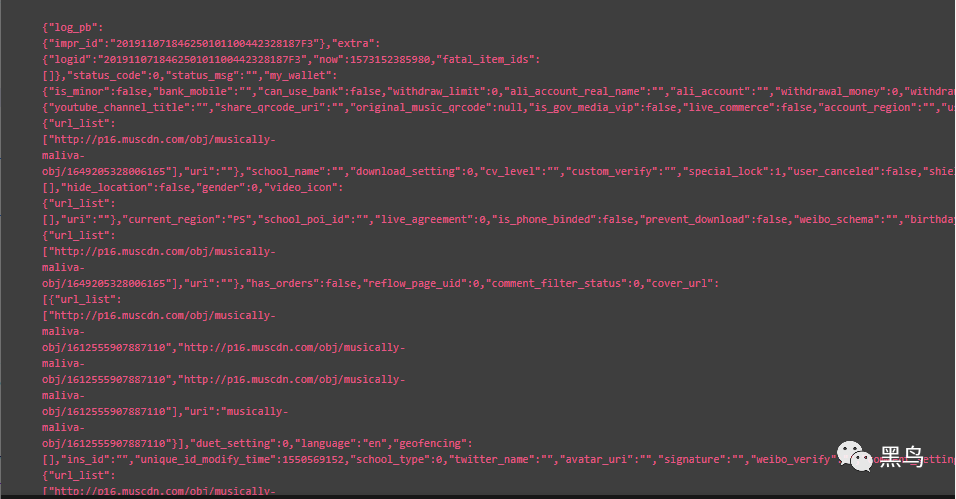 {"log_pb":
{"impr_id":"201911071846250101100442328187F3"},"extra":
{"logid":"201911071846250101100442328187F3","now":1573152385980,"fatal_item_ids":
[]},"status_code":0,"status_msg":"","my_wallet":
{"is_minor":false,"bank_mobile":"","can_use_bank":false,"withdraw_limit":0,"ali_account_real_name":"","ali_account":"","withdrawal_money":0,"withdraw
{"youtube_channel_title":"","share_qrcode_uri":"","original_music_qrcode":null,"is_gov_media_vip":false,"live_commerce":false,"account_region":"","us
{"url_list":
["http://p16.muscdn.com/obj/musically-
maliva-
obj/1649205328006165"],"uri":""},"school_name":"","download_setting":0,"cv_level":"","custom_verify":"","special_lock":1,"user_canceled":false,"shie
[],"hide_location":false,"gender":0,"video_icon":
{"url_list":
[],"uri":""},"current_region":"PS","school_poi_id":"","live_agreement":0,"is_phone_binded":false,"prevent_download":false,"weibo_schema":"","birthday
{"url_list":
["http://p16.muscdn.com/obj/musically-
maliva-
obj/1649205328006165"],"uri":""},"has_orders":false,"reflow_page_uid":0,"comment_filter_status":0,"cover_url":
[{"url_list":
["http://p16.muscdn.com/obj/musically-
maliva-
obj/1612555907887110","http://p16.muscdn.com/obj/musically-
maliva-
obj/1612555907887110","http://p16.muscdn.com/obj/musically-
maliva-
obj/1612555907887110"],"uri":"musically-
maliva-
obj/1612555907887110"}],"duet_setting":0,"language":"en","geofencing":
[],"ins_id":"","unique_id_modify_time":1550569152,"school_type":0,"twitter_name":"","avatar_uri":"","signature":"","weibo_verify
黑鸟
{"url_list":
["http://p16.muscdn.com/obj/musically-